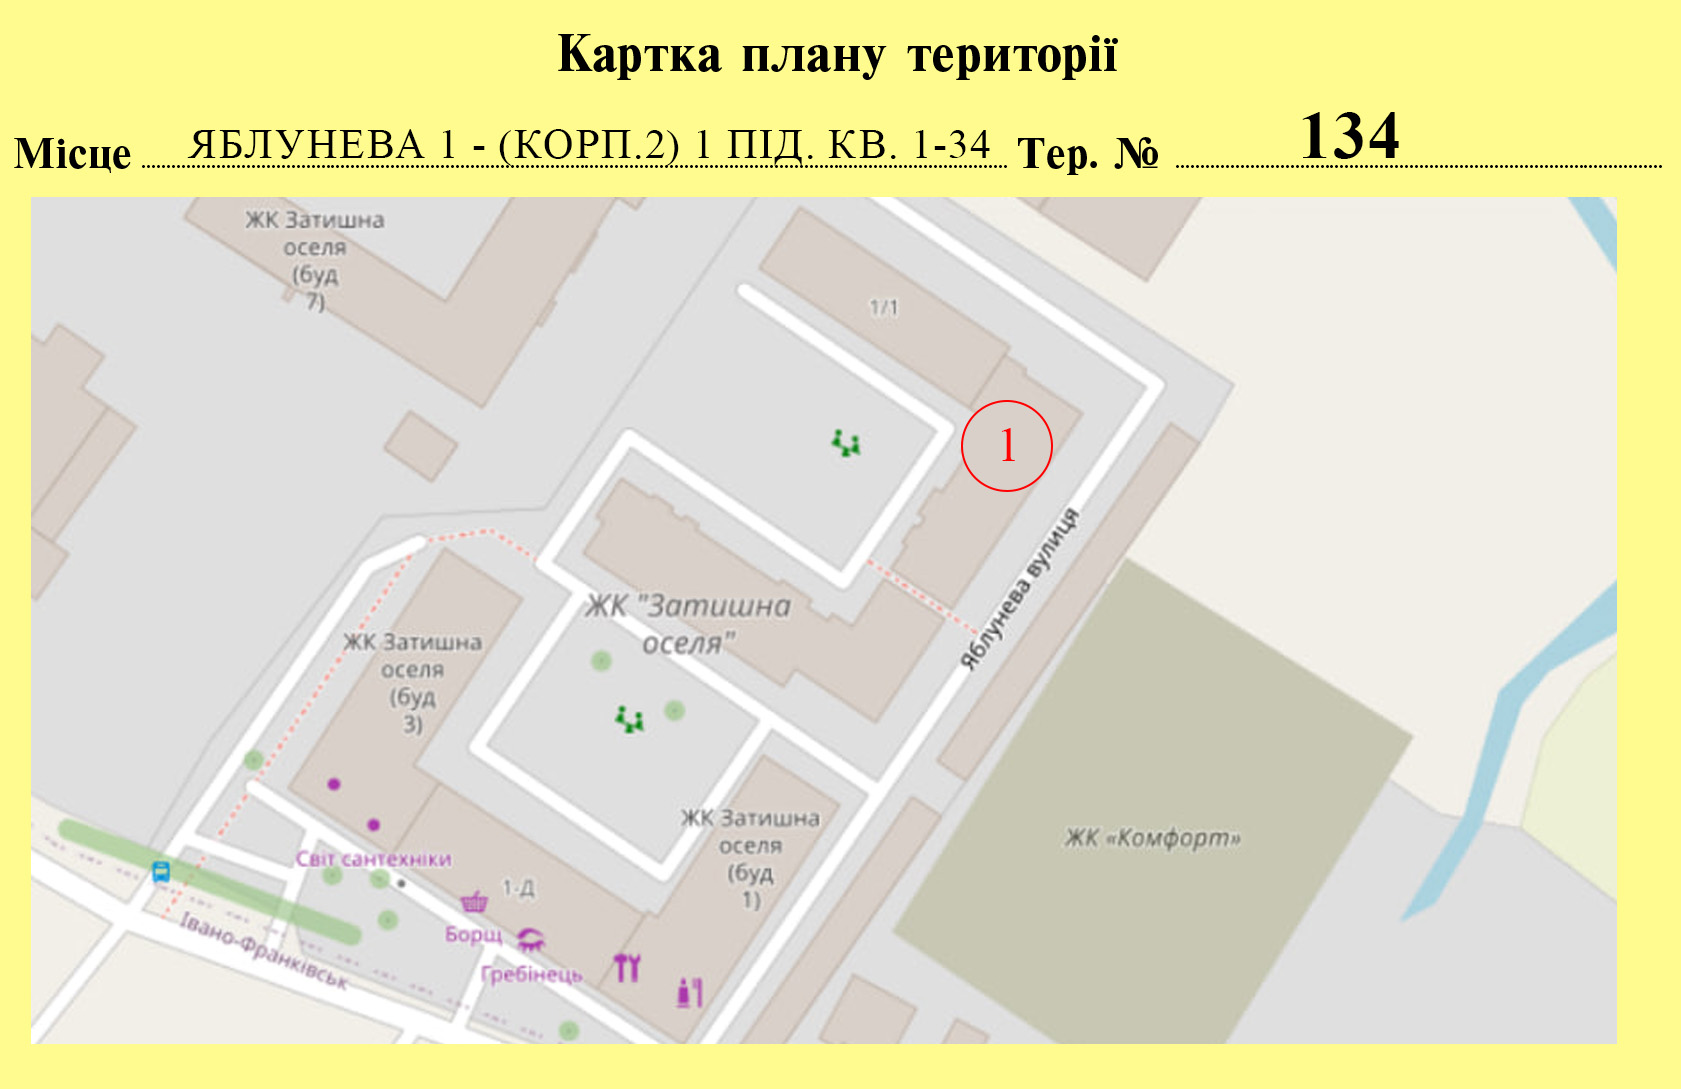 Картка плану території
Місце ЯБЛУНЕВА 1 - (КОРП.2) 1 ПІД. КВ. 1-34 Тер. № 134
ЖК Затишна
оселя
(буд
7)
1/1
1
Яблунева вулиця
ЖК "Затишна
оселя"
ЖК Затишна
оселя
(буд
3)
ЖК Затишна
оселя
(буд
1)
ЖК «Комфорт»
Світ сантехніки
1-Д
Борщ
Гребінець
Івано-Франківськ